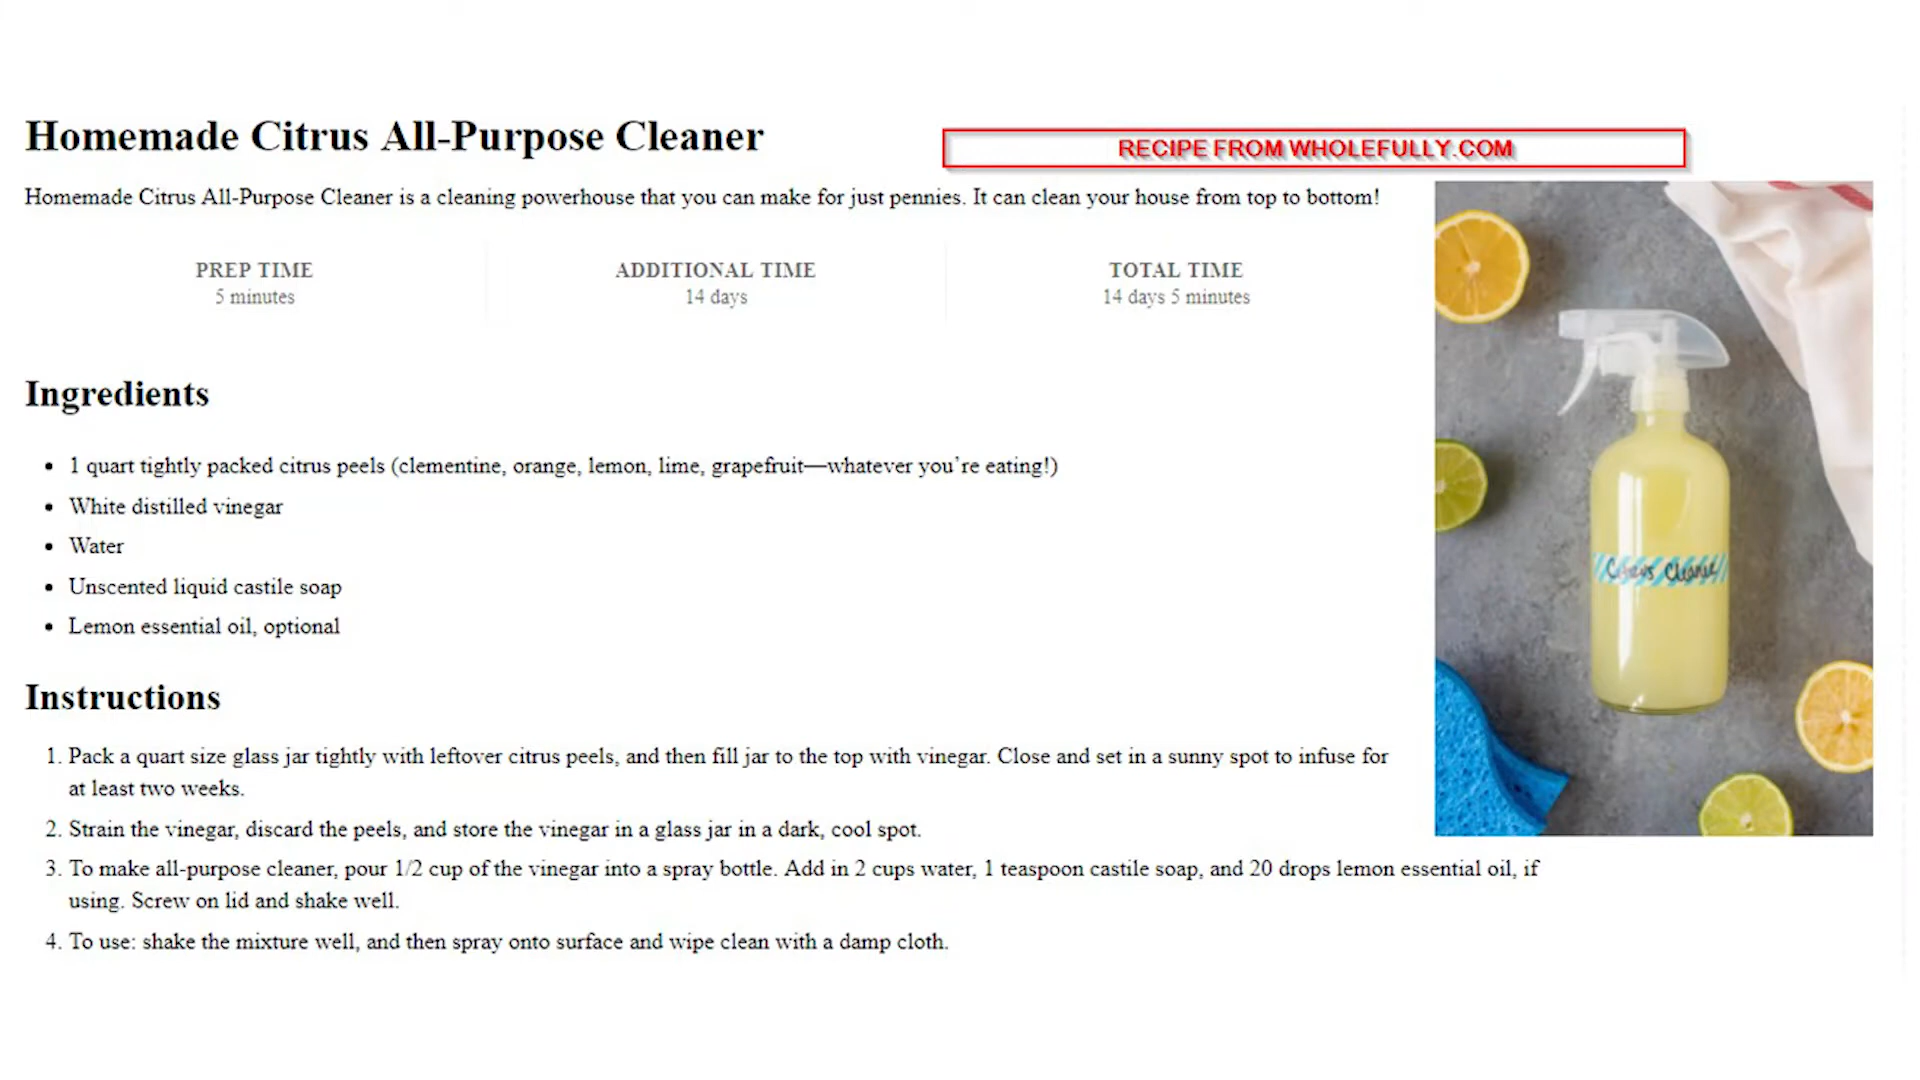 Homemade Citrus All-Purpose Cleaner
RECIPE FROM WHOLEFULLY.COM
Homemade Citrus All-Purpose Cleaner is a cleaning powerhouse that you can make for just pennies. It can clean your house from top to bottom!
PREP TIME
5 minutes
ADDITIONAL TIME
14 days
TOTAL TIME
14 days 5 minutes
Ingredients
• 1 quart tightly packed citrus peels (clementine, orange, lemon, lime, grapefruit—whatever you're eating!)
• White distilled vinegar
• Water
• Unscented liquid castile soap
• Lemon essential oil, optional
Citrus Cleaner
Instructions
1. Pack a quart size glass jar tightly with leftover citrus peels, and then fill jar to the top with vinegar. Close and set in a sunny spot to infuse for
at least two weeks.
2. Strain the vinegar, discard the peels, and store the vinegar in a glass jar in a dark, cool spot.
3. To make all-purpose cleaner, pour 1/2 cup of the vinegar into a spray bottle. Add in 2 cups water, 1 teaspoon castile soap, and 20 drops lemon essential oil, if
using. Screw on lid and shake well.
4. To use: shake the mixture well, and then spray onto surface and wipe clean with a damp cloth.